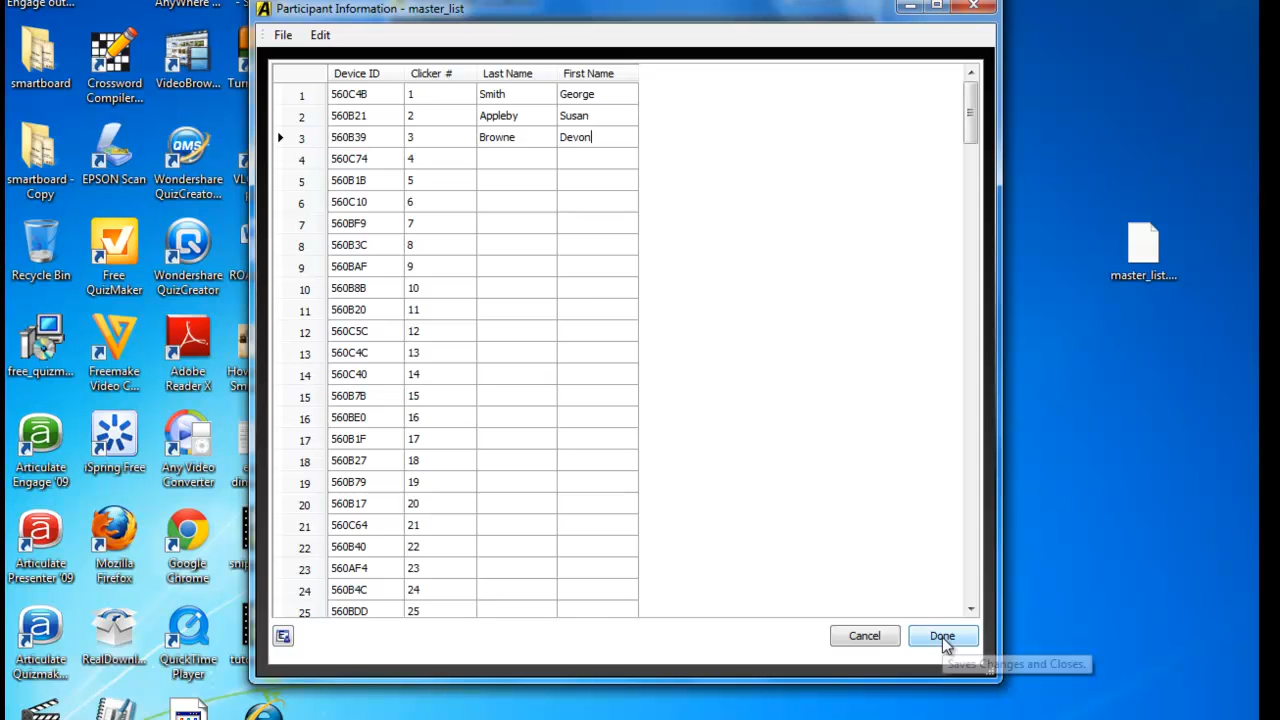 Engage out...
AnyWhere ...
Participant Information - master_list
File Edit
smartboard
Crossword Compiler...
VideoBrow...
Device ID Clicker # Last Name First Name
1 560C4B 1 Smith George
2 560B21 2 Appleby Susan
3 560B39 3 Browne Devon
4 560C74 4
5 560B1B 5
6 560C10 6
7 560BF9 7
8 560B3C 8
9 560BAF 9
10 560B8B 10
11 560B20 11
12 560C5C 12
13 560C4C 13
14 560C40 14
15 560B7B 15
16 560BE0 16
17 560B1F 17
18 560B27 18
19 560B79 19
20 560B17 20
21 560C64 21
22 560B40 22
23 560AF4 23
24 560B4C 24
25 560BDD 25
Cancel Done
Saves Changes and Closes.
smartboard - Copy
EPSON Scan
QMS
Wondershare QuizCreator...
Recycle Bin
Free QuizMaker
Wondershare QuizCreator
free_quizm...
Freemake Video C...
Adobe Reader X
Articulate Engage '09
iSpring Free
Any Video Converter
Articulate Presenter '09
Mozilla Firefox
Google Chrome
Articulate Quizmak...
RealDownl...
QuickTime Player
master_list....